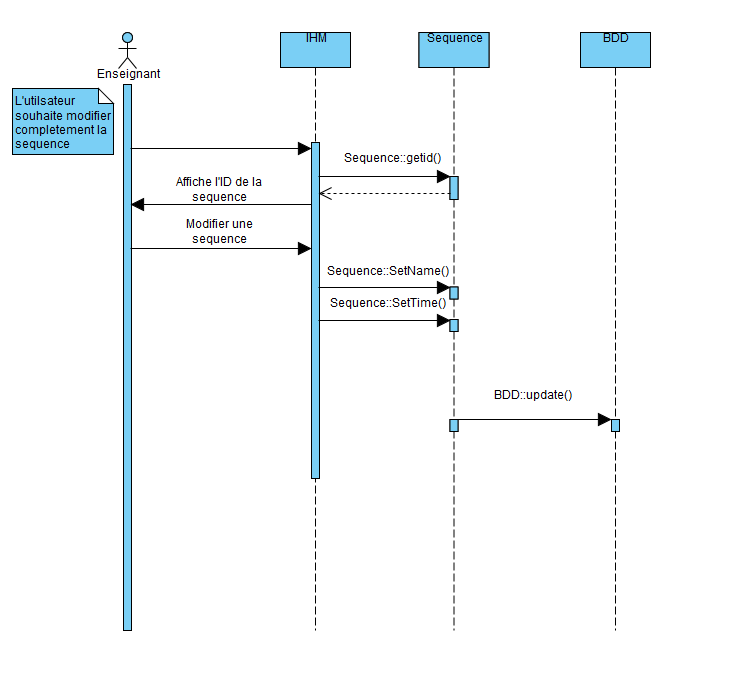 IHM
Sequence
BDD
Enseignant
L'utilsateur
souhaite modifier
completement la
sequence
Sequence::getid()
Affiche l'ID de la
sequence
Modifier une
sequence
Sequence::SetName()
Sequence::SetTime()
BDD::update()